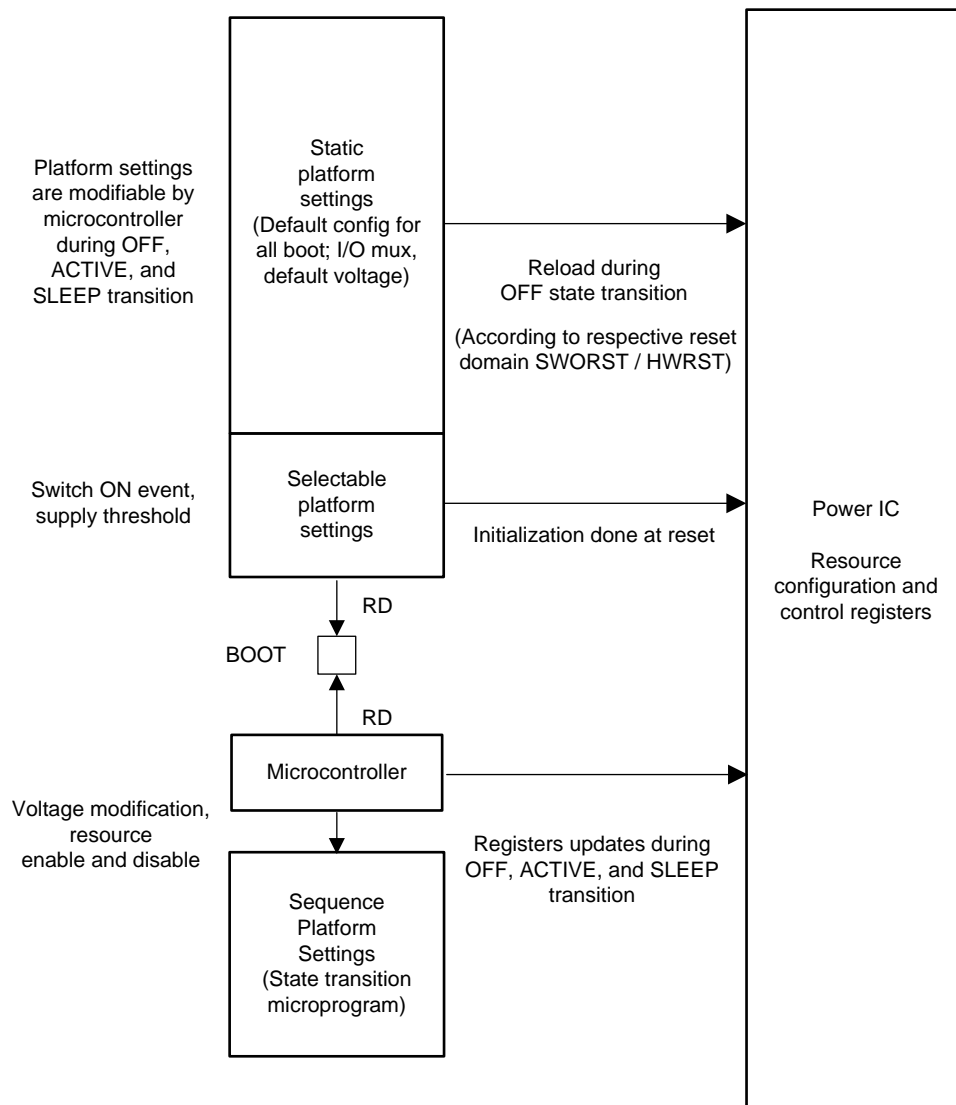 Platform settings
are modifiable by
microcontroller
during OFF,
ACTIVE, and
SLEEP transition
Static
platform
settings
(Default config for
all boot; I/O mux,
default voltage)
Reload during
OFF state transition
(According to respective reset
domain SWORST / HWRST)
Switch ON event,
supply threshold
Selectable
platform
settings
Initialization done at reset
Power IC
Resource
configuration and
control registers
RD
BOOT
RD
Microcontroller
Voltage modification,
resource
enable and disable
Registers updates during
OFF, ACTIVE, and SLEEP
transition
Sequence
Platform
Settings
(State transition
microprogram)